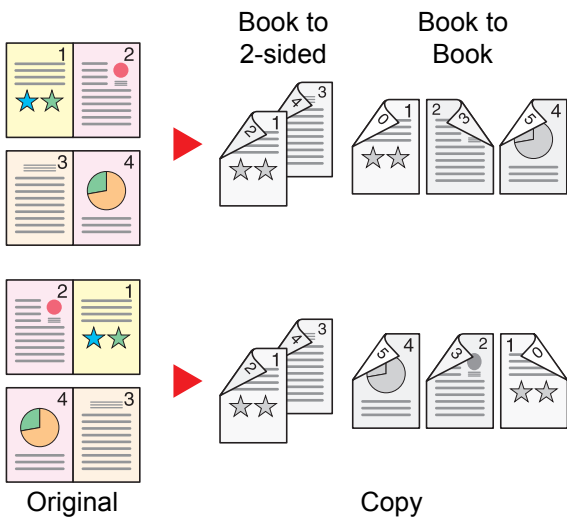 Book to
2-sided
Book to
Book
1 2
2 1 4 3
0 1 2 3 5 4
3 4
2 1
2 1 4 3
5 4 3 2 1 0
4 3
Original
Copy